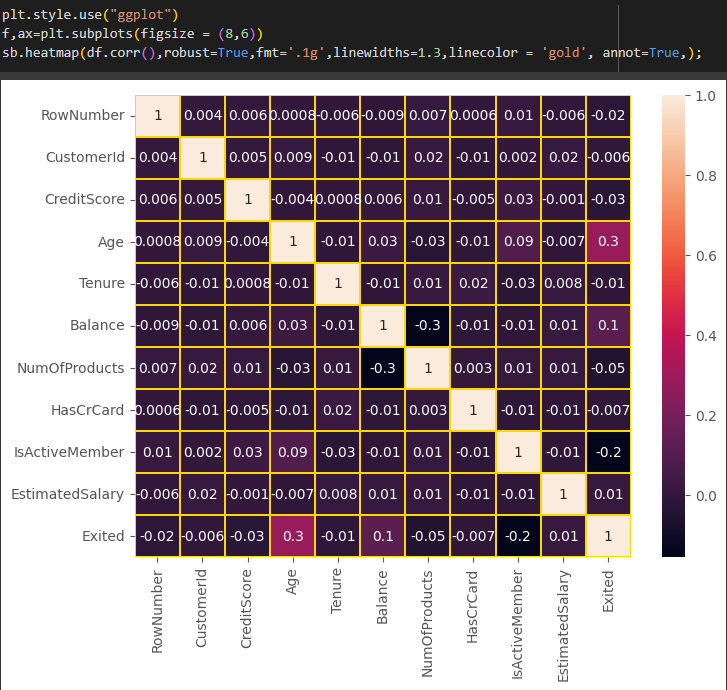 plt.style.use("ggplot")
f,ax=plt.subplots(figsize = (8,6))
sb.heatmap(df.corr(),robust=True,fmt='.1g',linewidths=1.3,linecolor = 'gold', annot=True,);
RowNumber 1 0.004 0.006 0.0008 -0.006 -0.009 0.007 0.0006 0.01 -0.006 -0.02
CustomerId 0.004 1 0.005 0.009 -0.01 -0.01 0.02 -0.01 0.002 0.02 -0.006
CreditScore 0.006 0.005 1 -0.004 0.0008 0.006 0.01 -0.005 0.03 -0.001 -0.03
Age 0.0008 0.009 -0.004 1 -0.01 0.03 -0.03 -0.01 0.09 -0.007 0.3
Tenure -0.006 -0.01 0.0008 -0.01 1 -0.01 0.01 0.02 -0.03 0.008 -0.01
Balance -0.009 -0.01 0.006 0.03 -0.01 1 -0.3 -0.01 -0.01 0.01 0.1
NumOfProducts 0.007 0.02 0.01 -0.03 0.01 -0.3 1 0.003 0.01 0.01 -0.05
HasCrCard 0.0006 -0.01 -0.005 -0.01 0.02 -0.01 0.003 1 -0.01 -0.01 -0.007
IsActiveMember 0.01 0.002 0.03 0.09 -0.03 -0.01 0.01 -0.01 1 -0.01 -0.2
EstimatedSalary -0.006 0.02 -0.001 -0.007 0.008 0.01 0.01 -0.01 -0.01 1 0.01
Exited -0.02 -0.006 -0.03 0.3 -0.01 0.1 -0.05 -0.007 -0.2 0.01 1
RowNumber
CustomerId
CreditScore
Age
Tenure
Balance
NumOfProducts
HasCrCard
IsActiveMember
EstimatedSalary
Exited
1.0
0.8
0.6
0.4
0.2
0.0